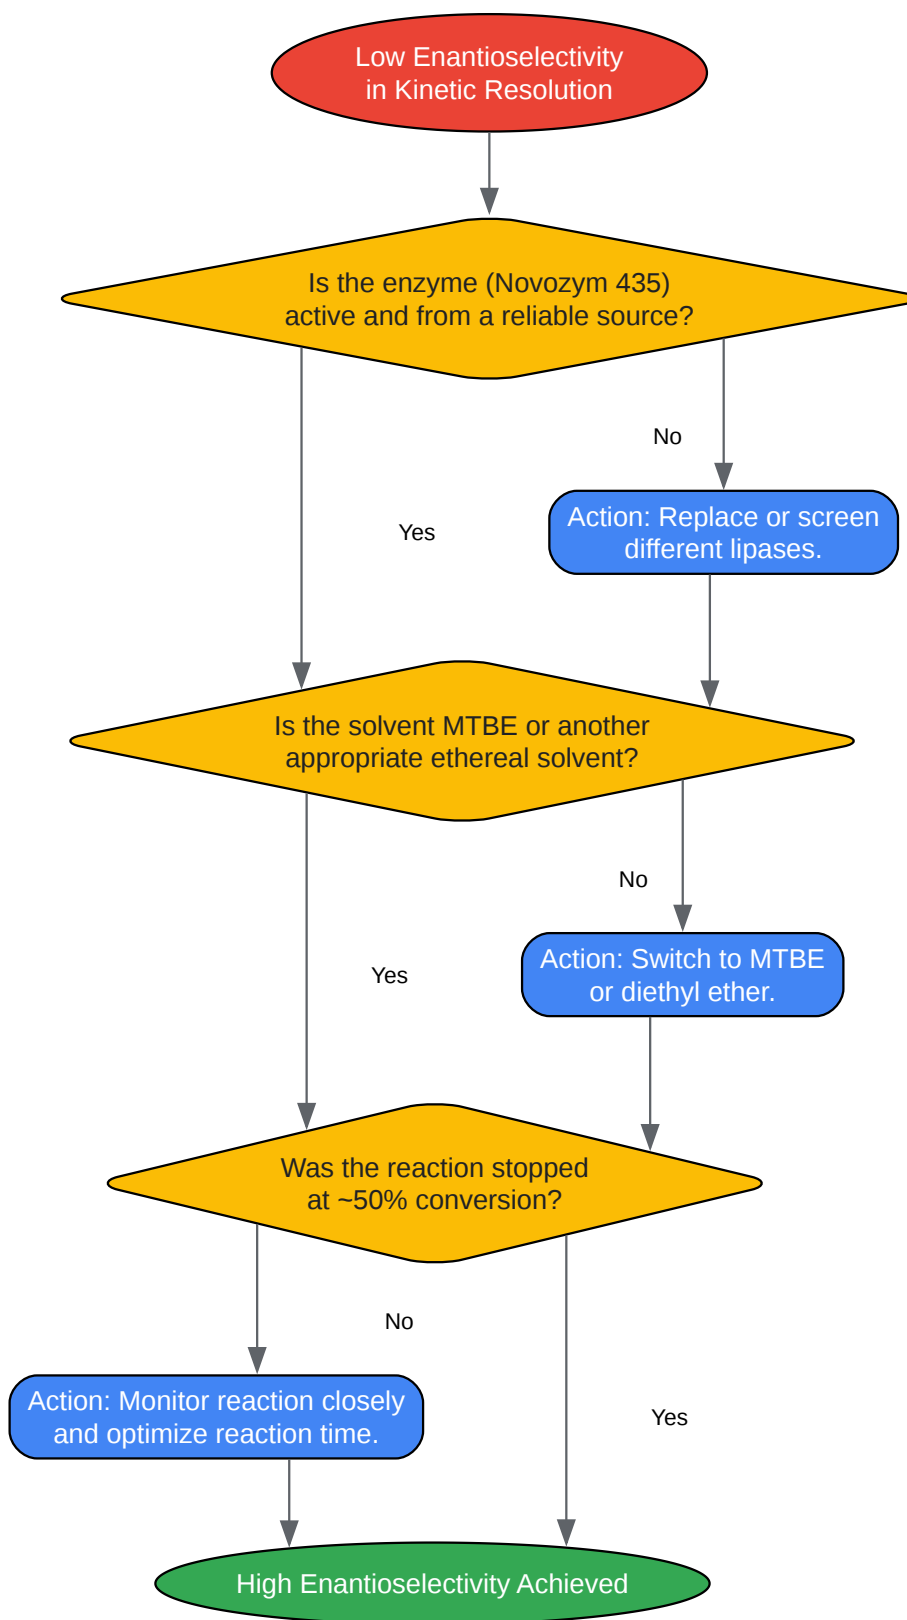 Low Enantioselectivity
in Kinetic Resolution
Is the enzyme (Novozym 435)
active and from a reliable source?
No
Action: Replace or screen
different lipases.
Yes
Is the solvent MTBE or another
appropriate ethereal solvent?
No
Action: Switch to MTBE
or diethyl ether.
Yes
Was the reaction stopped
at ~50% conversion?
No
Action: Monitor reaction closely
and optimize reaction time.
Yes
High Enantioselectivity Achieved